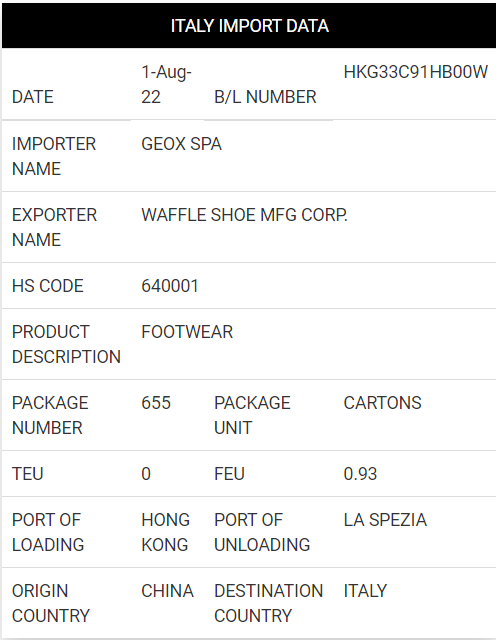 ITALY IMPORT DATA
1-Aug- HKG33C91HB00W
DATE 22 B/L NUMBER
IMPORTER GEOX SPA
NAME
EXPORTER WAFFLE SHOE MFG CORP.
NAME
HS CODE 640001
PRODUCT FOOTWEAR
DESCRIPTION
PACKAGE 655 PACKAGE CARTONS
NUMBER UNIT
TEU 0 FEU 0.93
PORT OF HONG PORT OF LA SPEZIA
LOADING KONG UNLOADING
ORIGIN CHINA DESTINATION ITALY
COUNTRY COUNTRY